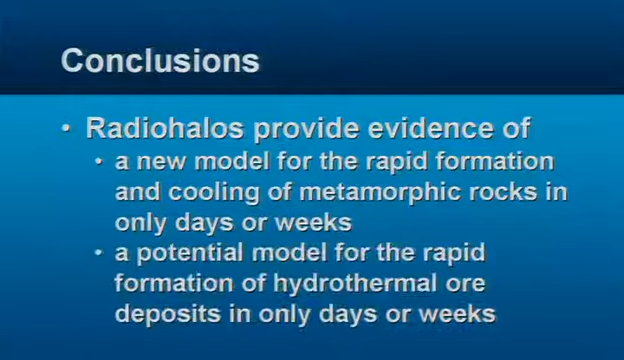 Conclusions
• Radiohalos provide evidence of
• a new model for the rapid formation
and cooling of metamorphic rocks in
only days or weeks
• a potential model for the rapid
formation of hydrothermal ore
deposits in only days or weeks